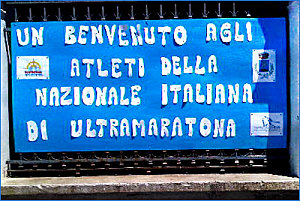 UN BENVENUTO AGLI
ATLETI DELLA
NAZIONALE ITALIANA
DI ULTRAMARATONA